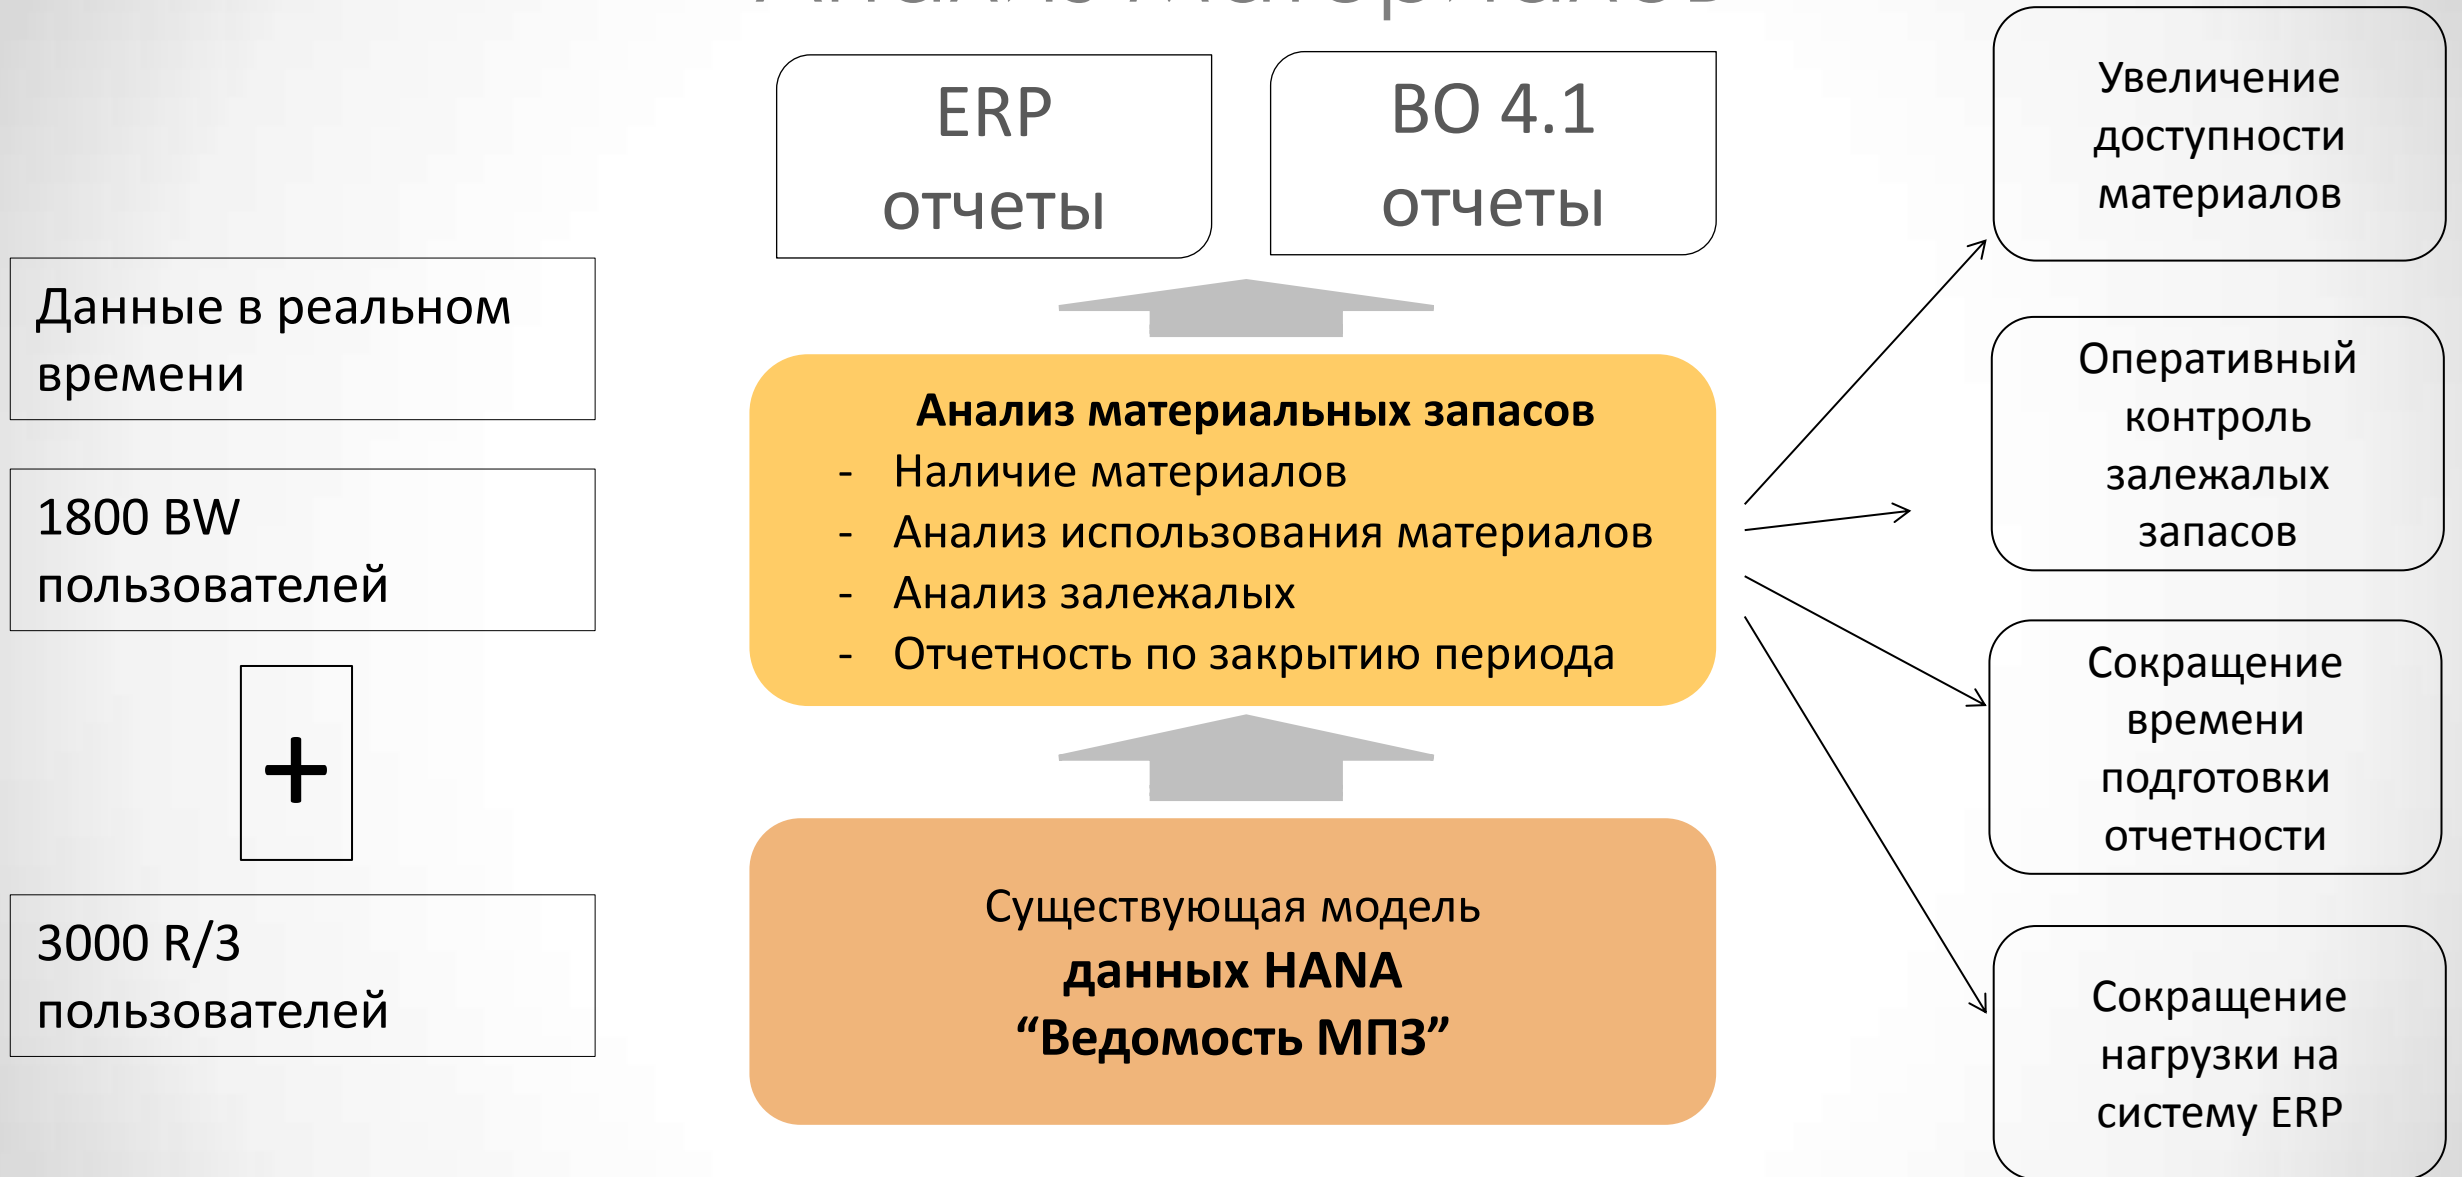 Анализ материалов
ERP
отчеты
BO 4.1
отчеты
Данные в реальном
времени
1800 BW
пользователей
+
3000 R/3
пользователей
Анализ материальных запасов
- Наличие материалов
- Анализ использования материалов
- Анализ залежалых
- Отчетность по закрытию периода
Существующая модель
данных HANA
“Ведомость МПЗ”
Увеличение
доступности
материалов
Оперативный
контроль
залежалых
запасов
Сокращение
времени
подготовки
отчетности
Сокращение
нагрузки на
систему ERP